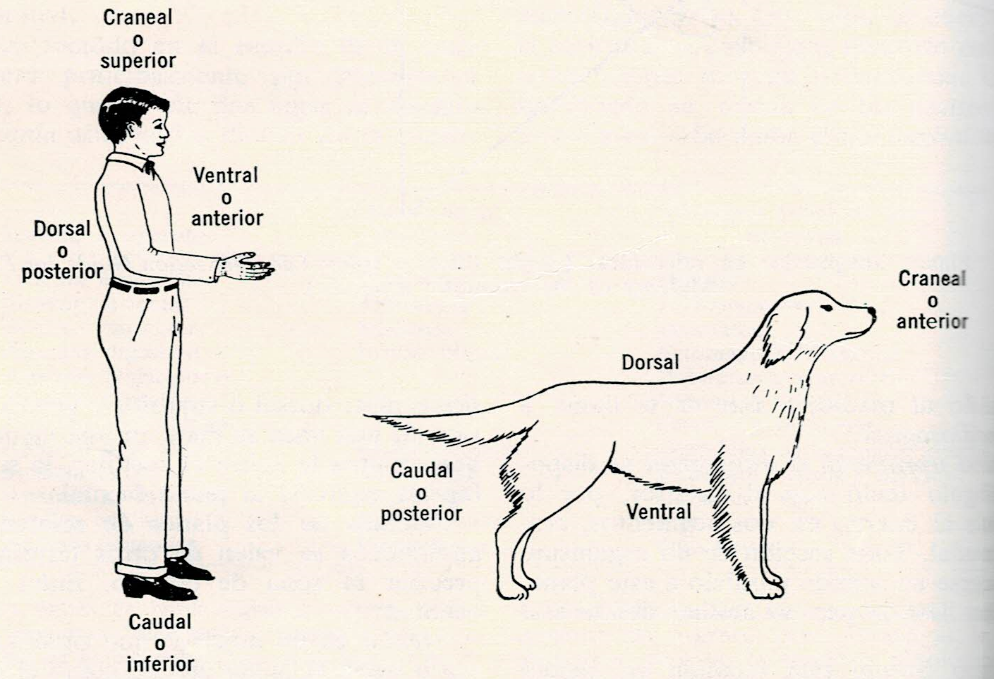 Craneal
o
superior
Ventral
o
anterior
Dorsal
o
posterior
Caudal
o
inferior
Craneal
o
anterior
Dorsal
Caudal
o
posterior
Ventral